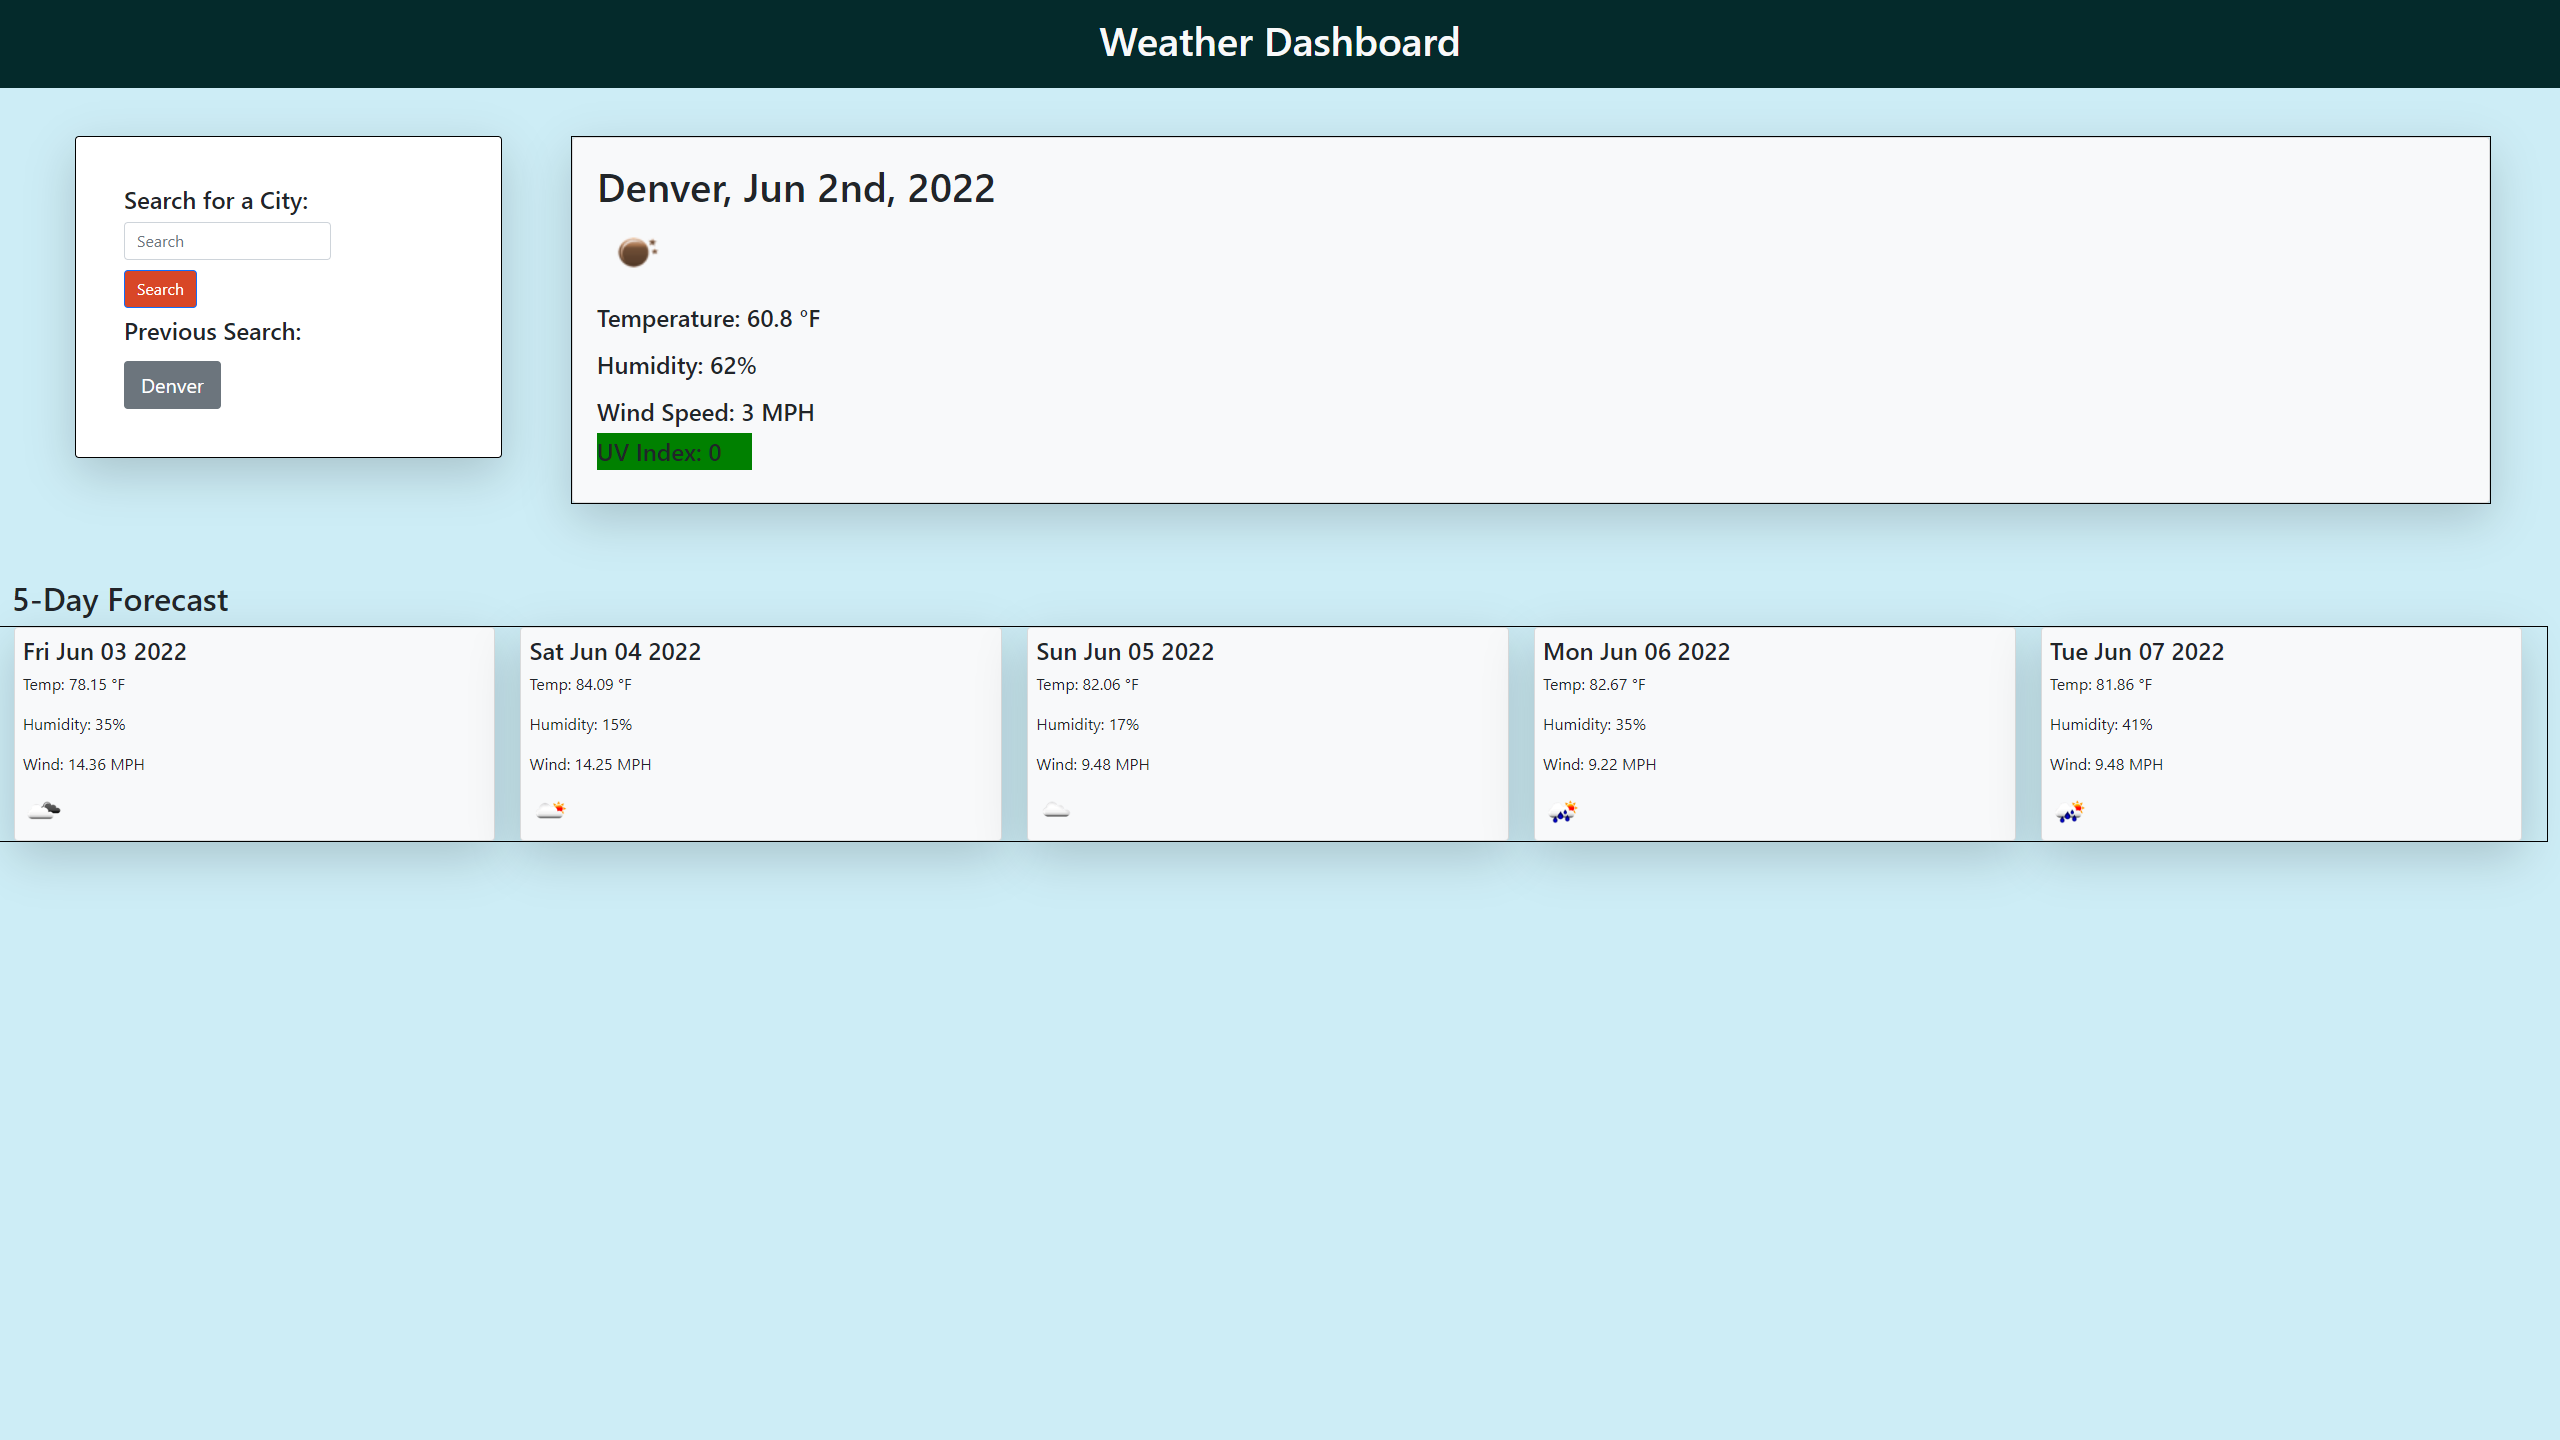 Weather Dashboard
Search for a City:
Search
Search
Previous Search:
Denver
Denver, Jun 2nd, 2022
Temperature: 60.8 °F
Humidity: 62%
Wind Speed: 3 MPH
UV Index: 0
5-Day Forecast
Fri Jun 03 2022
Temp: 78.15 °F
Humidity: 35%
Wind: 14.36 MPH
Sat Jun 04 2022
Temp: 84.09 °F
Humidity: 15%
Wind: 14.25 MPH
Sun Jun 05 2022
Temp: 82.06 °F
Humidity: 17%
Wind: 9.48 MPH
Mon Jun 06 2022
Temp: 82.67 °F
Humidity: 35%
Wind: 9.22 MPH
Tue Jun 07 2022
Temp: 81.86 °F
Humidity: 41%
Wind: 9.48 MPH